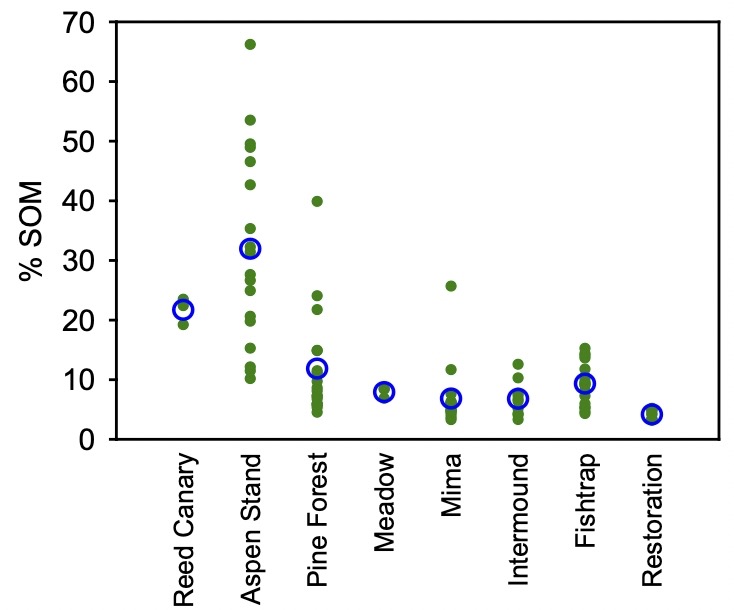 70
60
50
40
30
20
10
0
% SOM
Reed Canary
Aspen Stand
Pine Forest
Meadow
Mima
Intermound
Fishtrap
Restoration